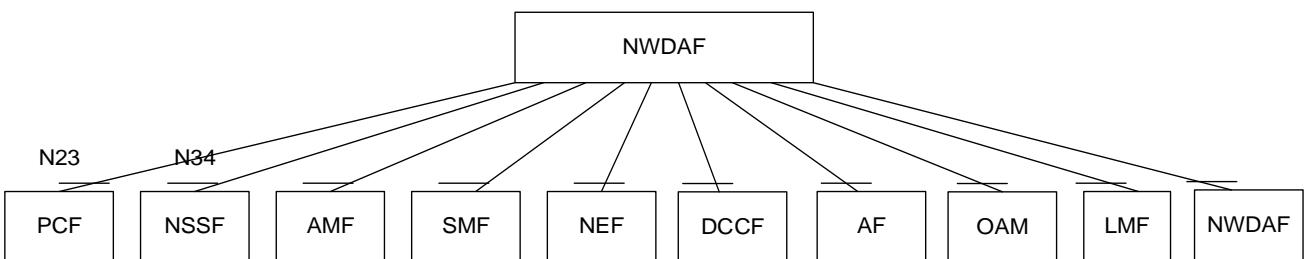 NWDAF
N23 N34
PCF NSSF AMF SMF NEF DCCF AF OAM LMF NWDAF